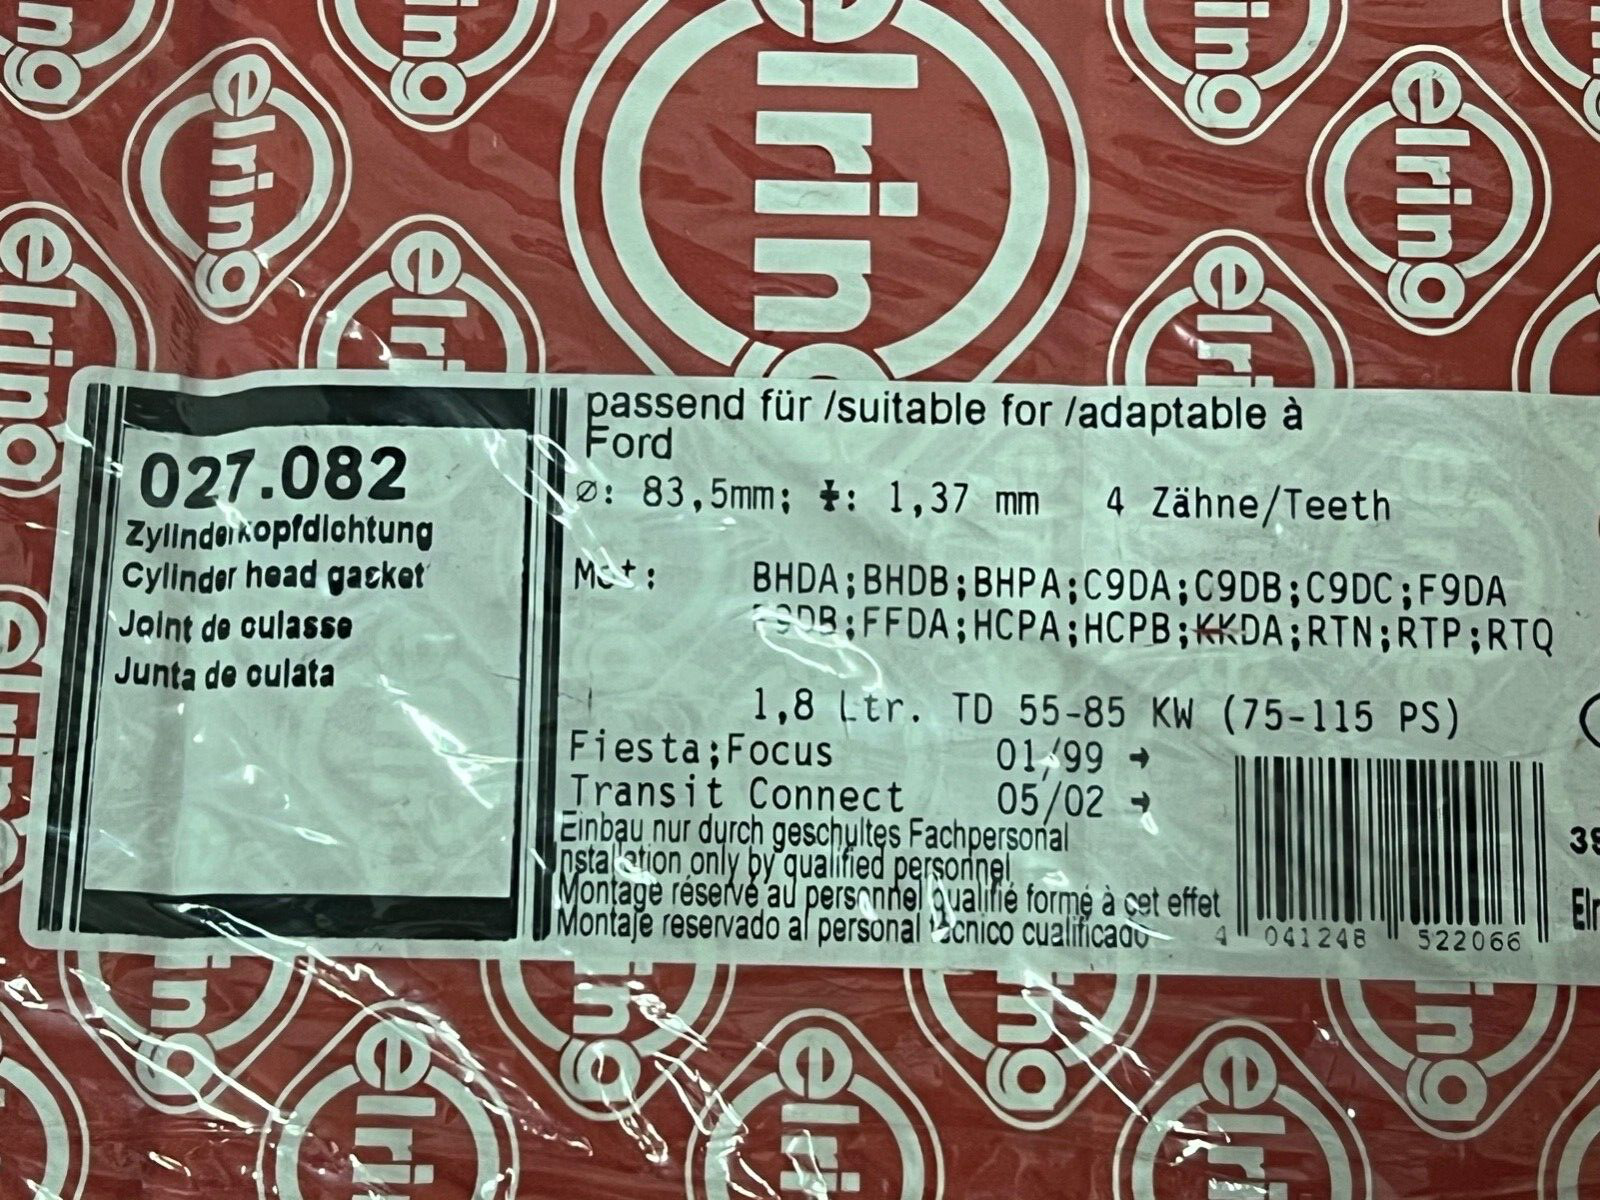 elring
027.082
Zylinderkopfdichtung
Cylinder head gasket
Joint de culasse
Junta de culata
passend für /suitable for /adaptable à
Ford
⌀: 83,5mm; ⧧: 1,37 mm 4 Zähne/Teeth
Mot: BHDA;BHDB;BHPA;C9DA;C9DB;C9DC;F9DA
F9DB;FFDA;HCPA;HCPB;KKDA;RTN;RTP;RTQ
1,8 Ltr. TD 55-85 KW (75-115 PS)
Fiesta;Focus 01/99 →
Transit Connect 05/02 →
Einbau nur durch geschultes Fachpersonal
Installation only by qualified personnel
Montage réservé au personnel qualifié formé à cet effet
Montaje reservado al personal técnico cualificado
4 041248 522066